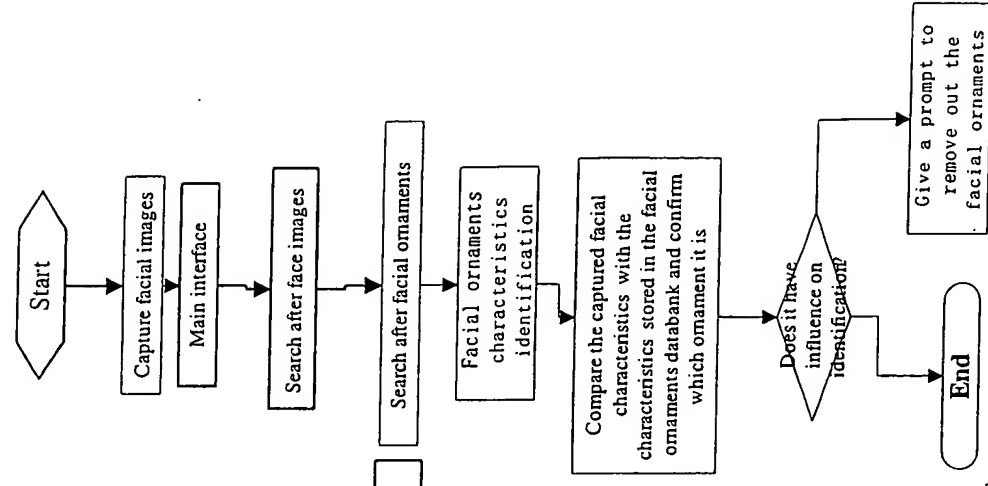 Start
Capture facial images
Main interface
Search after face images
Search after facial ornaments
Facial ornaments
characteristics
identification
Compare the captured facial
characteristics with the
characteristics stored in the facial
ornaments databank and confirm
which ornament it is
Does it have
influence on
identification?
Give a prompt to
remove out the
facial ornaments
End